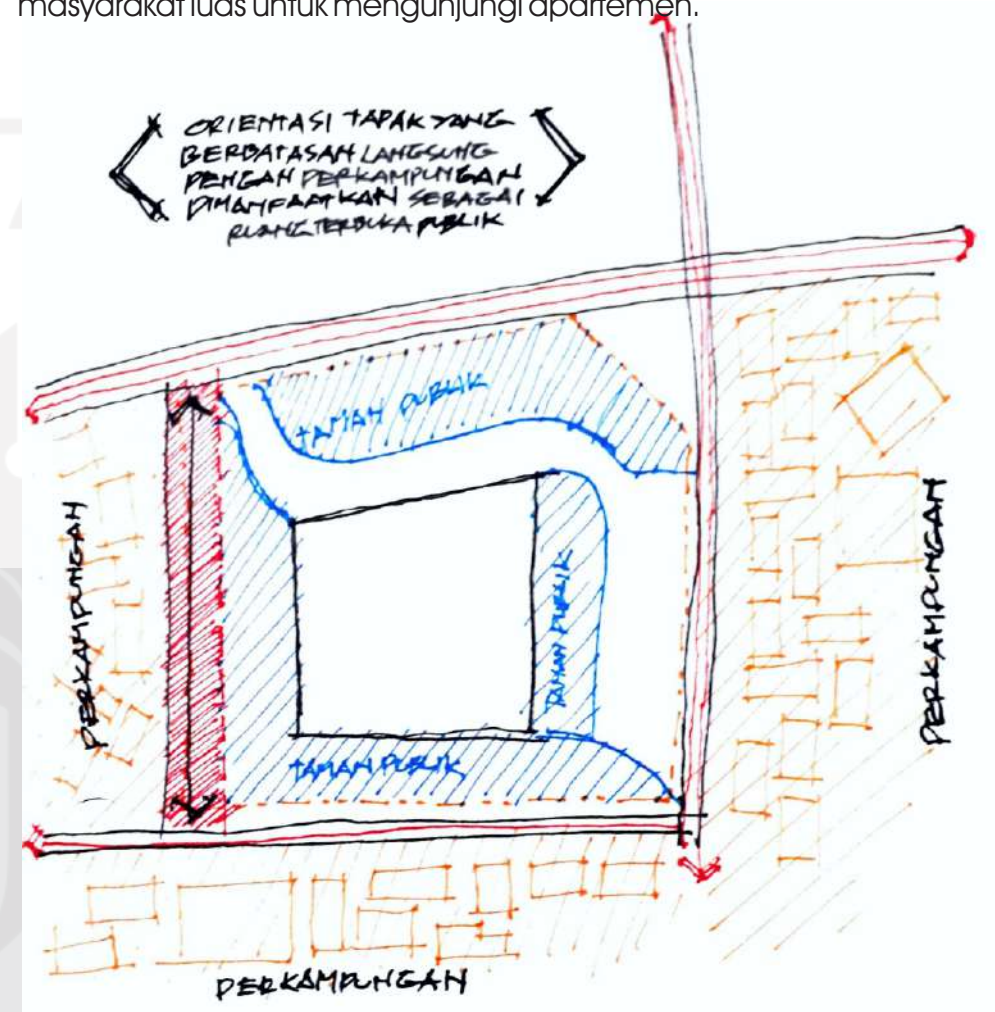 masyarakat luas untuk mengunjungi apartemen.
ORIENTASI TAPAK YANG
BERBATASAN LANGSUNG
DENGAN PERKAMPUNGAN
DIMANFAATKAN SEBAGAI
RUANG TERBUKA PUBLIK
TAMAN PUBLIK
PERKAMPUNGAN
TAMAN PUBLIK
PERKAMPUNGAN
TAMAN PUBLIK
PERKAMPUNGAN